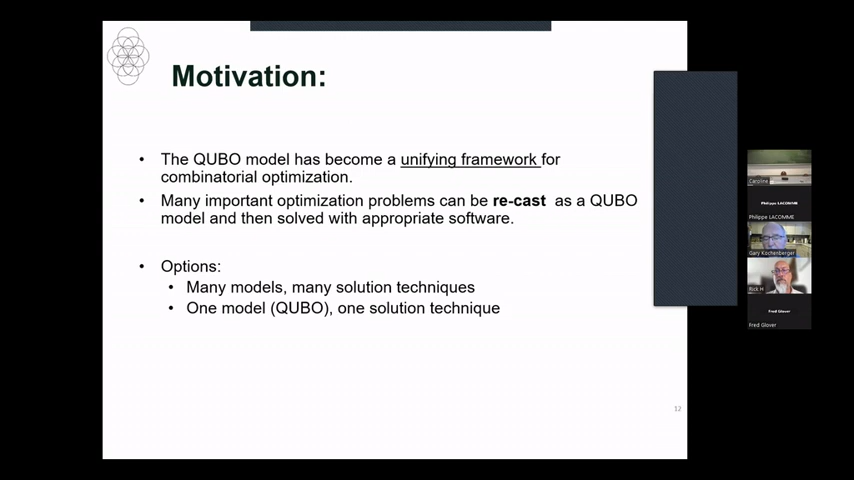 Motivation:
• The QUBO model has become a unifying framework for
combinatorial optimization.
• Many important optimization problems can be re-cast as a QUBO
model and then solved with appropriate software.
• Options:
• Many models, many solution techniques
• One model (QUBO), one solution technique
12
Caroline
Philippe LACOMME
Philippe LACOMME
Gary Kochenberger
Rick H
Fred Glover
Fred Glover